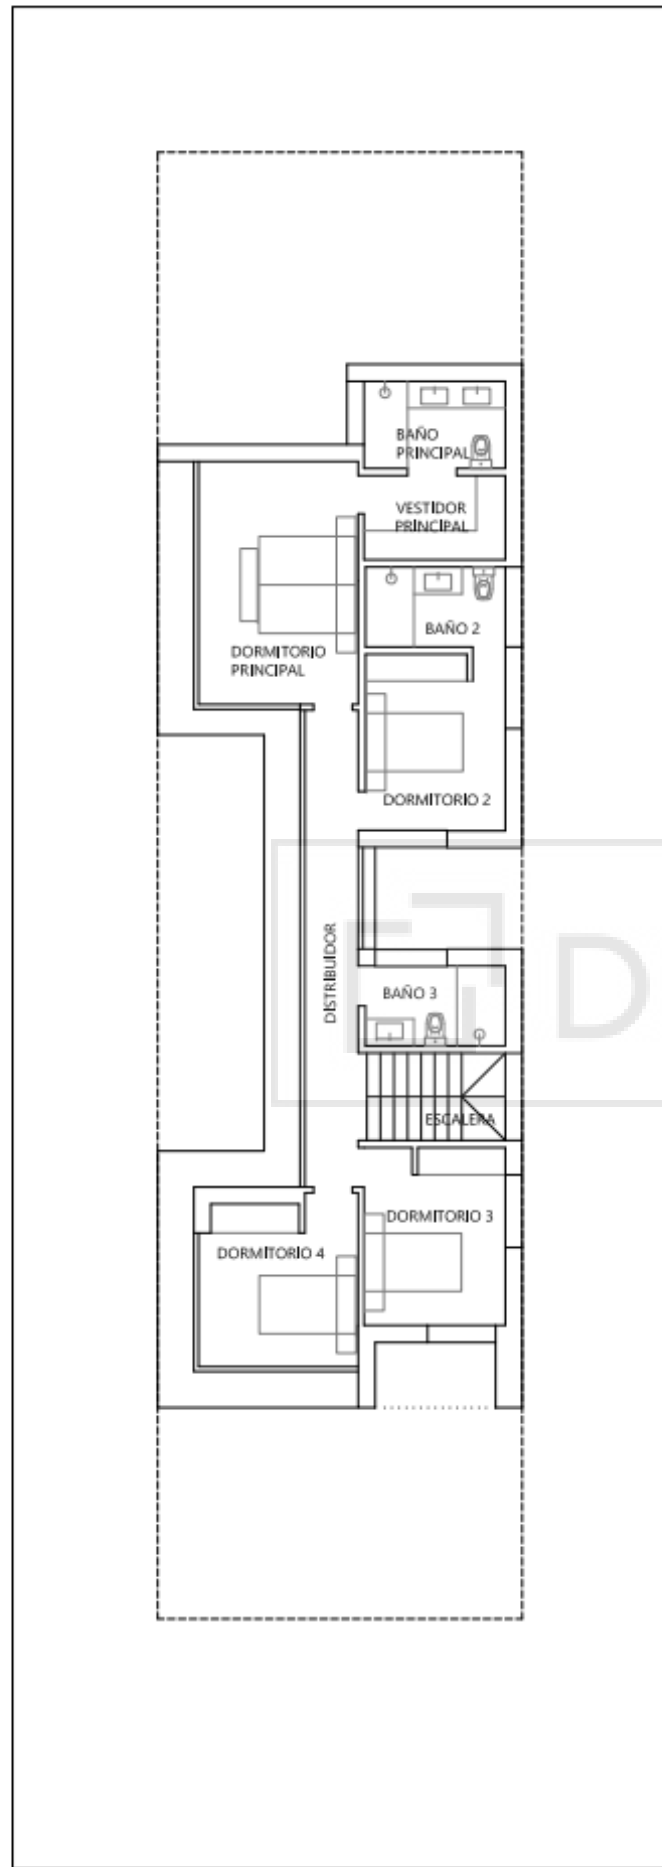 BAÑO
PRINCIPAL
VESTIDOR
PRINCIPAL
BAÑO 2
DORMITORIO
PRINCIPAL
DORMITORIO 2
DISTRIBUIDOR
BAÑO 3
ESCALERA
DORMITORIO 3
DORMITORIO 4